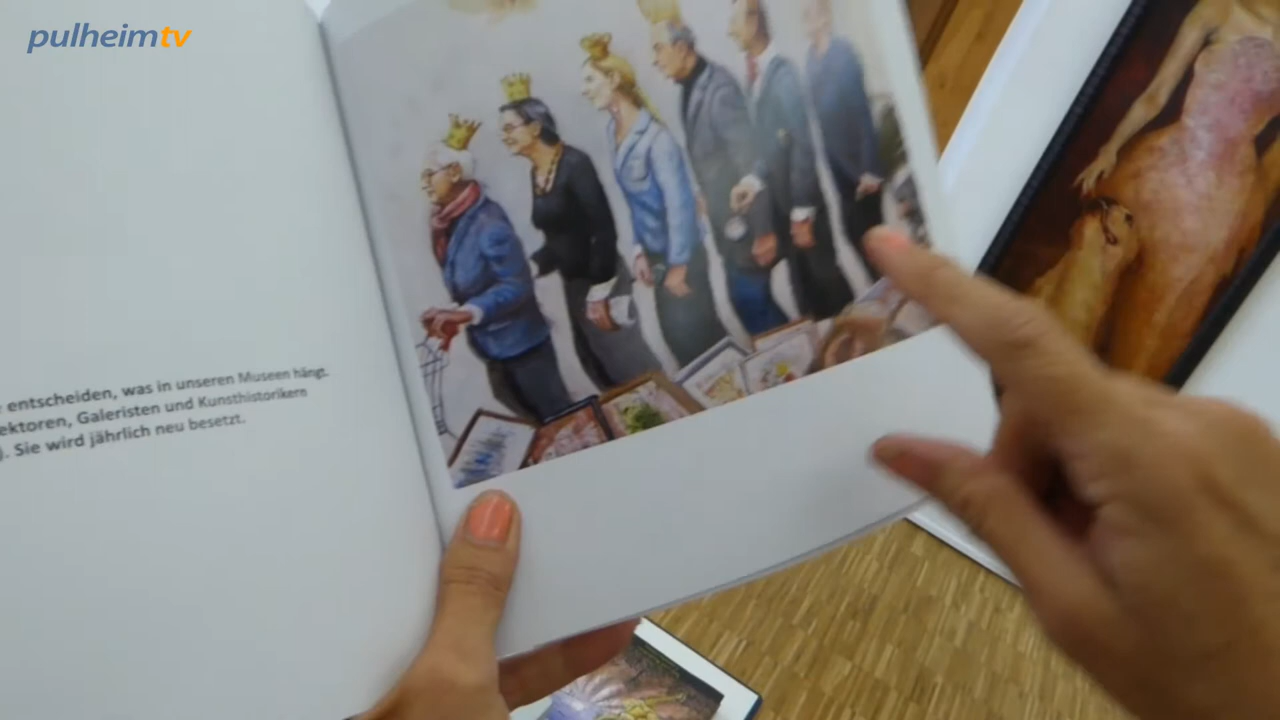 pulheimtv
entscheiden, was in unseren Museen hängt.
ektoren, Galeristen und Kunsthistorikern
). Sie wird jährlich neu besetzt.